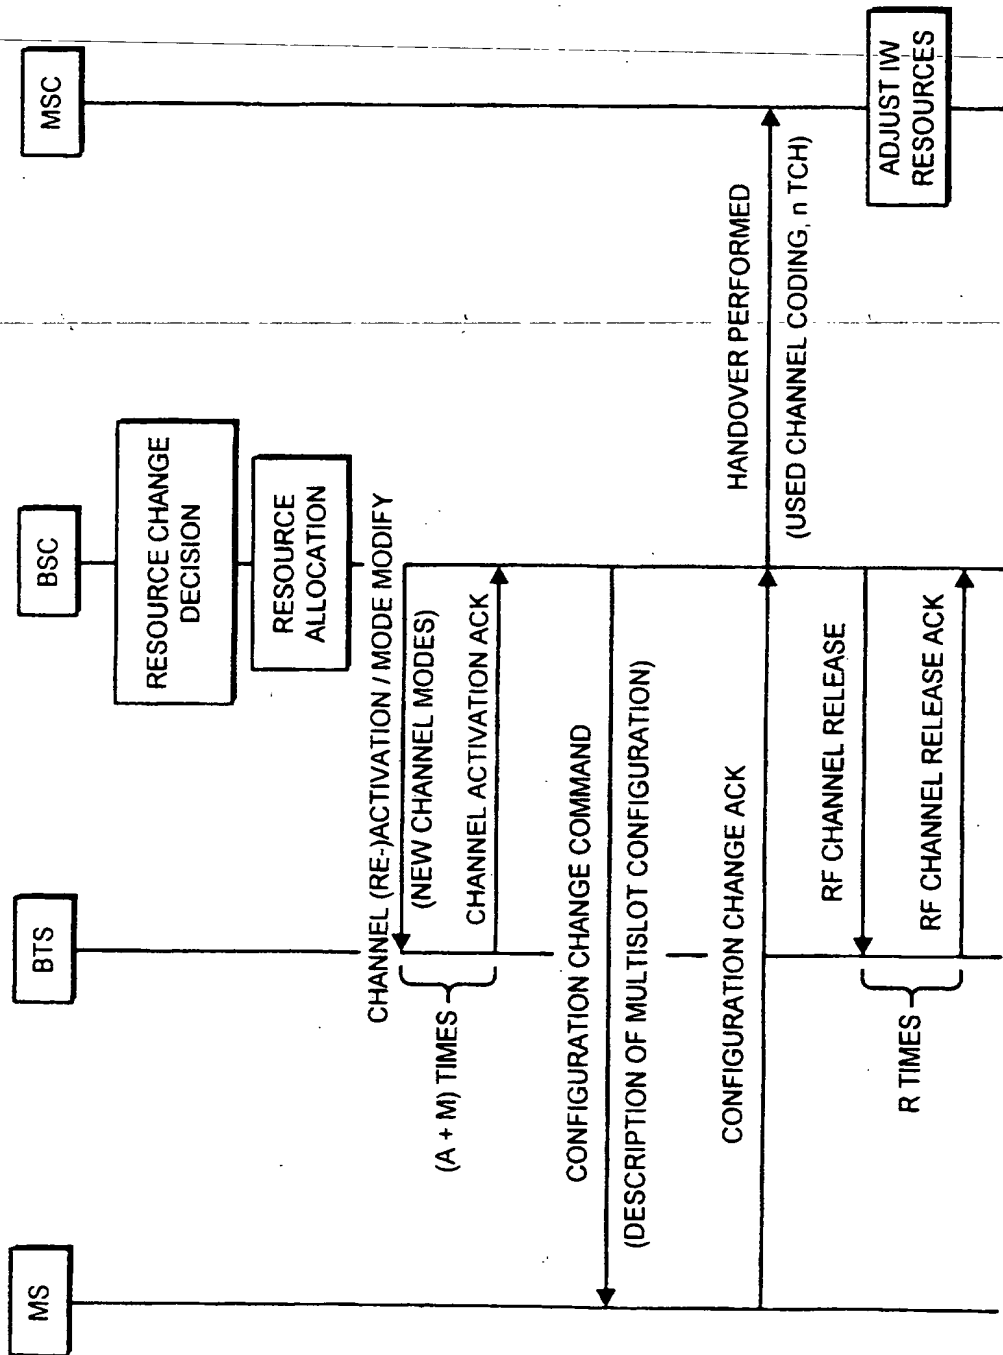 MS
BTS
BSC
MSC
RESOURCE CHANGE
DECISION
RESOURCE
ALLOCATION
CHANNEL (RE-)ACTIVATION / MODE MODIFY
(NEW CHANNEL MODES)
(A + M) TIMES
CHANNEL ACTIVATION ACK
CONFIGURATION CHANGE COMMAND
(DESCRIPTION OF MULTISLOT CONFIGURATION)
CONFIGURATION CHANGE ACK
HANDOVER PERFORMED
(USED CHANNEL CODING, n TCH)
RF CHANNEL RELEASE
R TIMES
RF CHANNEL RELEASE ACK
ADJUST IW
RESOURCES